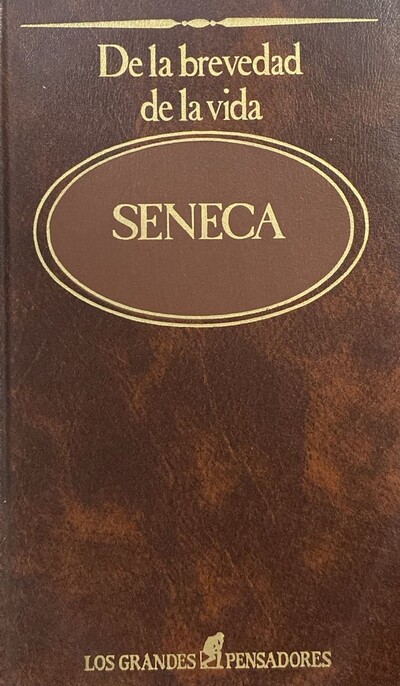 De la brevedad
de la vida
SENECA
LOS GRANDES PENSADORES